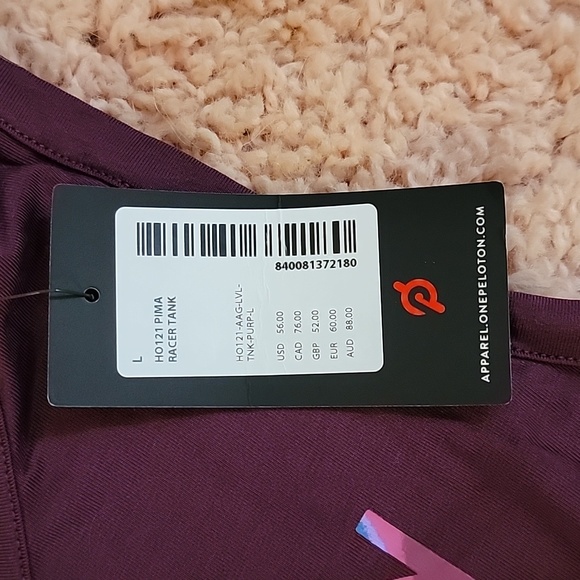 840081372180
L
HO121 PIMA
RACER TANK
HO121-AAG-LVL-
TNK-PURP-L
USD 56.00
CAD 76.00
GBP 52.00
EUR 60.00
AUD 88.00
APPAREL.ONEPELOTON.COM